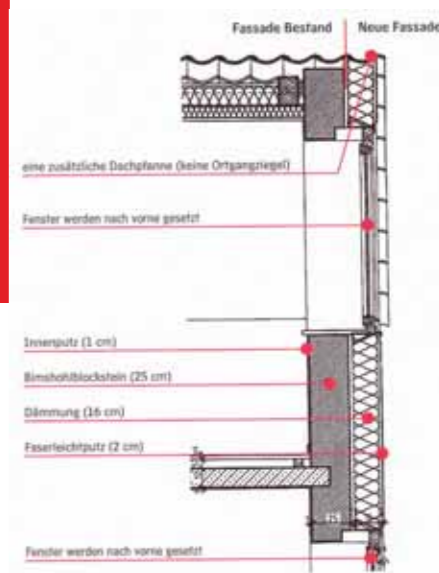 Fassade Bestand Neue Fassade
eine zusätzliche Dachpfanne (keine Ortgangziegel)
Fenster werden nach vorne gesetzt
Innenputz (1 cm)
Bimshohlblockstein (25 cm)
Dämmung (16 cm)
Faserleichtputz (2 cm)
25
Fenster werden nach vorne gesetzt